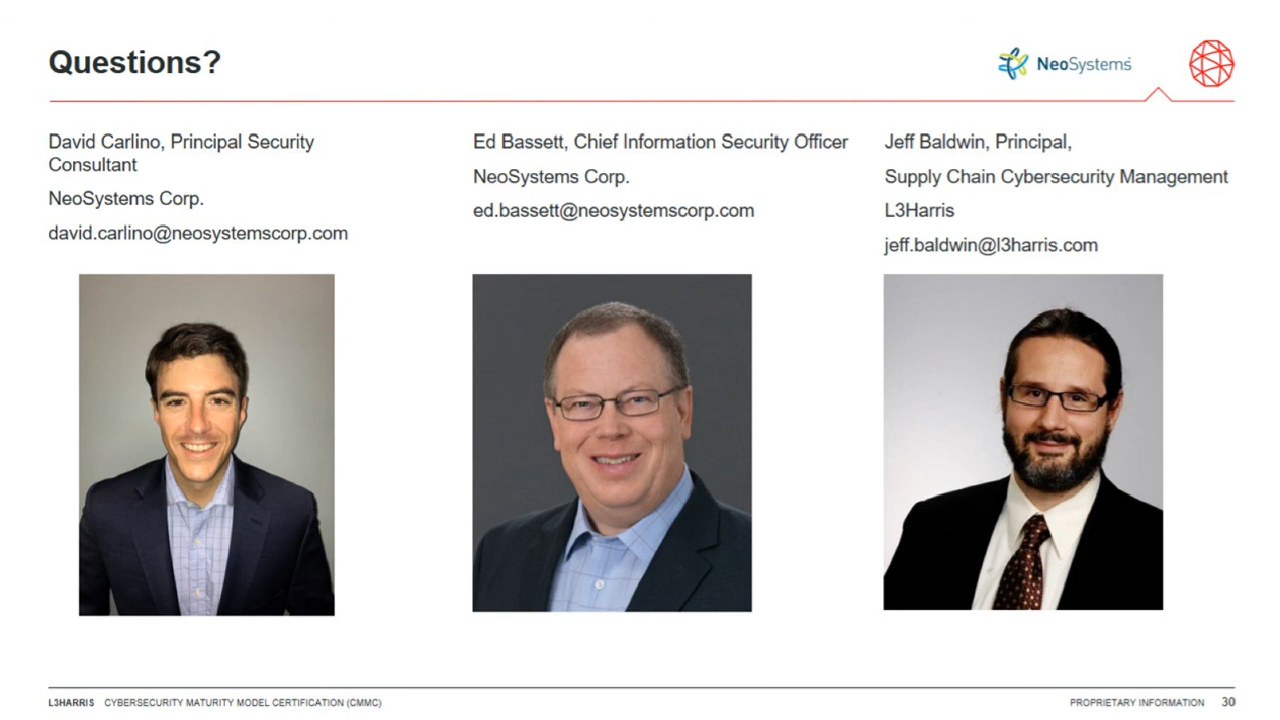 Questions?
NeoSystems
David Carlino, Principal Security
Consultant
NeoSystems Corp.
david.carlino@neosystemscorp.com
Ed Bassett, Chief Information Security Officer
NeoSystems Corp.
ed.bassett@neosystemscorp.com
Jeff Baldwin, Principal,
Supply Chain Cybersecurity Management
L3Harris
jeff.baldwin@l3harris.com
L3HARRIS CYBERSECURITY MATURITY MODEL CERTIFICATION (CMMC)
PROPRIETARY INFORMATION 30